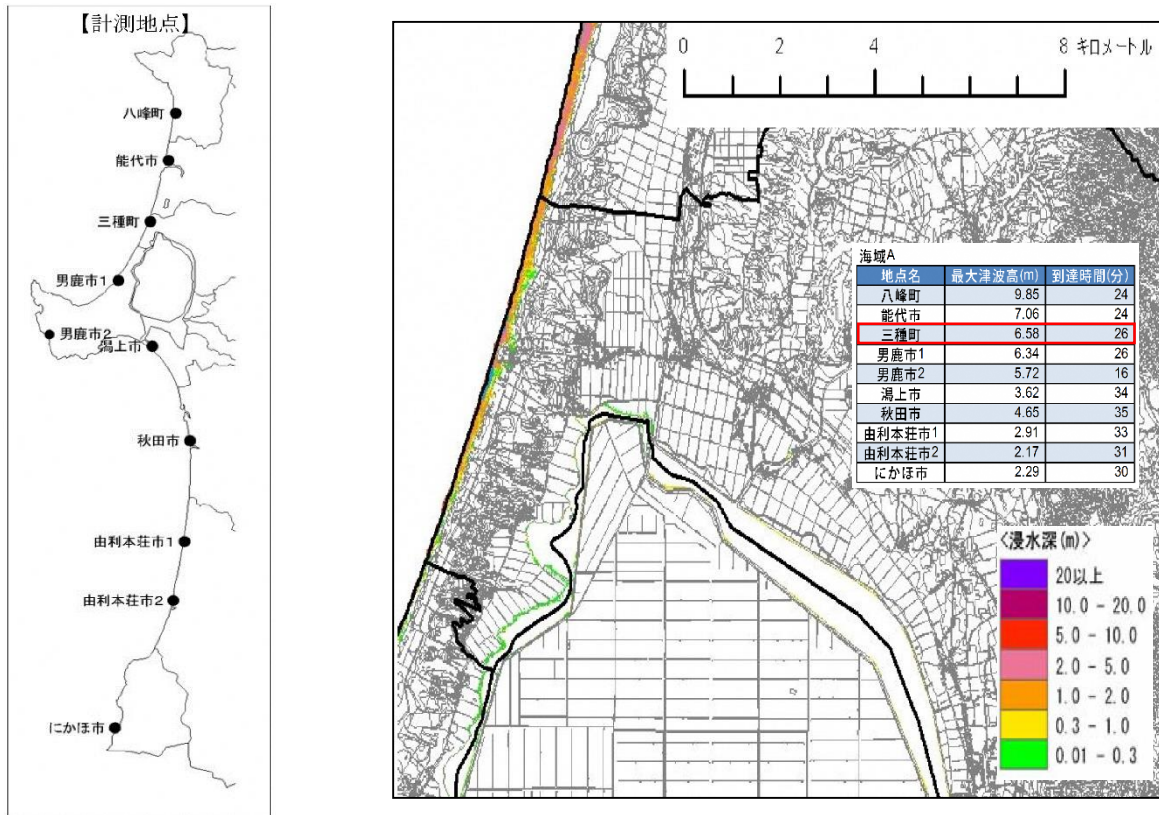 【計測地点】
八峰町
能代市
三種町
男鹿市1
男鹿市2
潟上市
秋田市
由利本荘市1
由利本荘市2
にかほ市
0 2 4 8 キロメートル
海域A
地点名 最大津波高(m) 到達時間(分)
八峰町 9.85 24
能代市 7.06 24
三種町 6.58 26
男鹿市1 6.34 26
男鹿市2 5.72 16
潟上市 3.62 34
秋田市 4.65 35
由利本荘市1 2.91 33
由利本荘市2 2.17 31
にかほ市 2.29 30
<浸水深(m)>
20以上
10.0 - 20.0
5.0 - 10.0
2.0 - 5.0
1.0 - 2.0
0.3 - 1.0
0.01 - 0.3